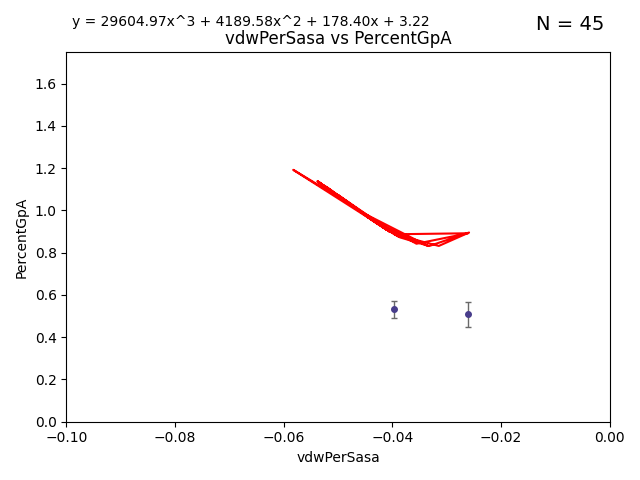 y = 29604.97x^3 + 4189.58x^2 + 178.40x + 3.22
N = 45
vdwPerSasa vs PercentGpA
PercentGpA
1.6
1.4
1.2
1.0
0.8
0.6
0.4
0.2
0.0
−0.10 −0.08 −0.06 −0.04 −0.02 0.00
vdwPerSasa